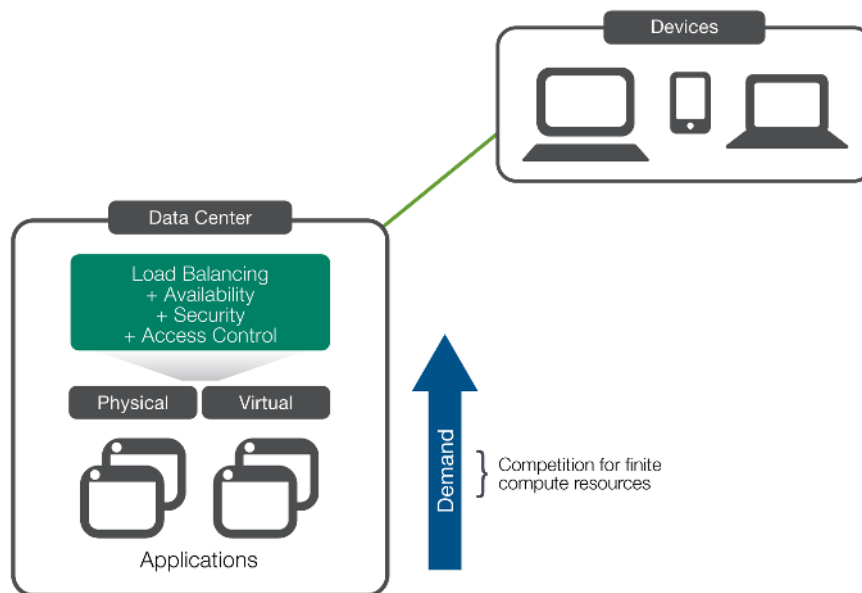 Devices
Data Center
Load Balancing
+ Availability
+ Security
+ Access Control
Physical
Virtual
Applications
Demand
Competition for finite
compute resources